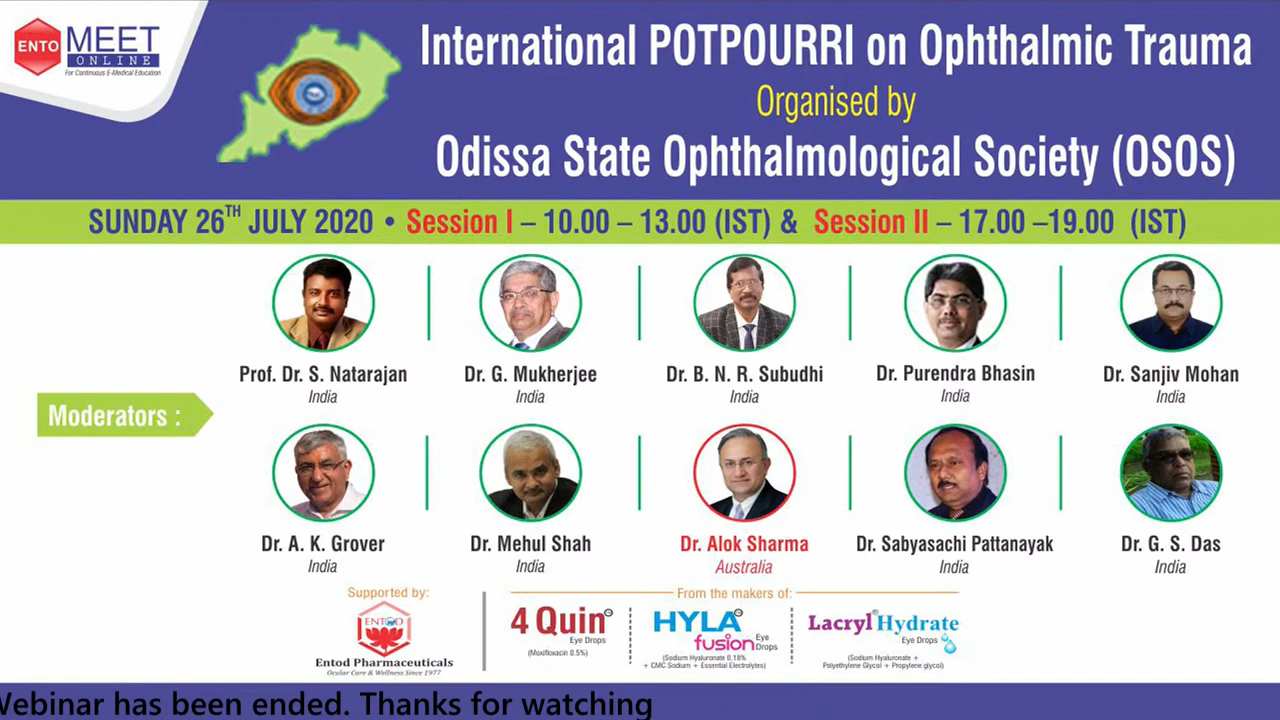 ENTO MEET
ONLINE
For Continuous E-Medical Education
International POTPOURRI on Ophthalmic Trauma
Organised by
Odissa State Ophthalmological Society (OSOS)
SUNDAY 26TH JULY 2020 • Session I – 10.00 – 13.00 (IST) & Session II – 17.00 –19.00 (IST)
Moderators :
Prof. Dr. S. Natarajan
India
Dr. G. Mukherjee
India
Dr. B. N. R. Subudhi
India
Dr. Purendra Bhasin
India
Dr. Sanjiv Mohan
India
Dr. A. K. Grover
India
Dr. Mehul Shah
India
Dr. Alok Sharma
Australia
Dr. Sabyasachi Pattanayak
India
Dr. G. S. Das
India
Supported by:
ENTOD
Entod Pharmaceuticals
Ocular Care & Wellness Since 1977
From the makers of:
4 Quin
Eye Drops
(Moxifloxacin 0.5%)
HYLA
fusion Eye Drops
(Sodium Hyaluronate 0.18%
+ CMC Sodium + Essential Electrolytes)
Lacryl® Hydrate
Eye Drops
(Sodium Hyaluronate +
Polyethylene Glycol + Propylene glycol)
Webinar has been ended. Thanks for watching